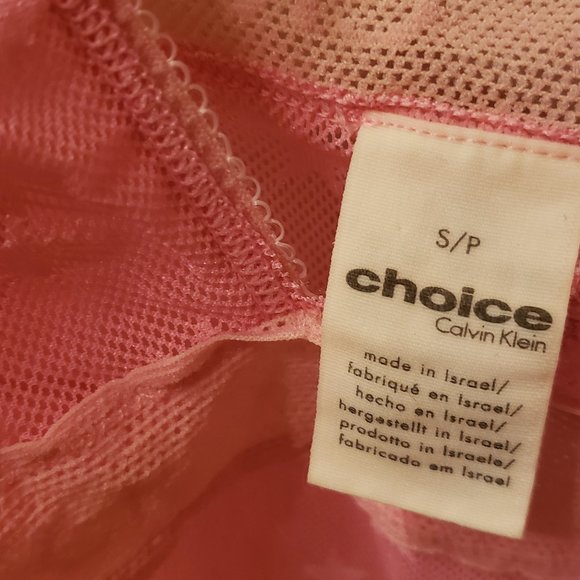 S/P
choice
Calvin Klein
made in Israel/
fabriqué en Israel/
hecho en Israel/
hergestellt in Israel/
prodotto in Israele/
fabricado em Israel